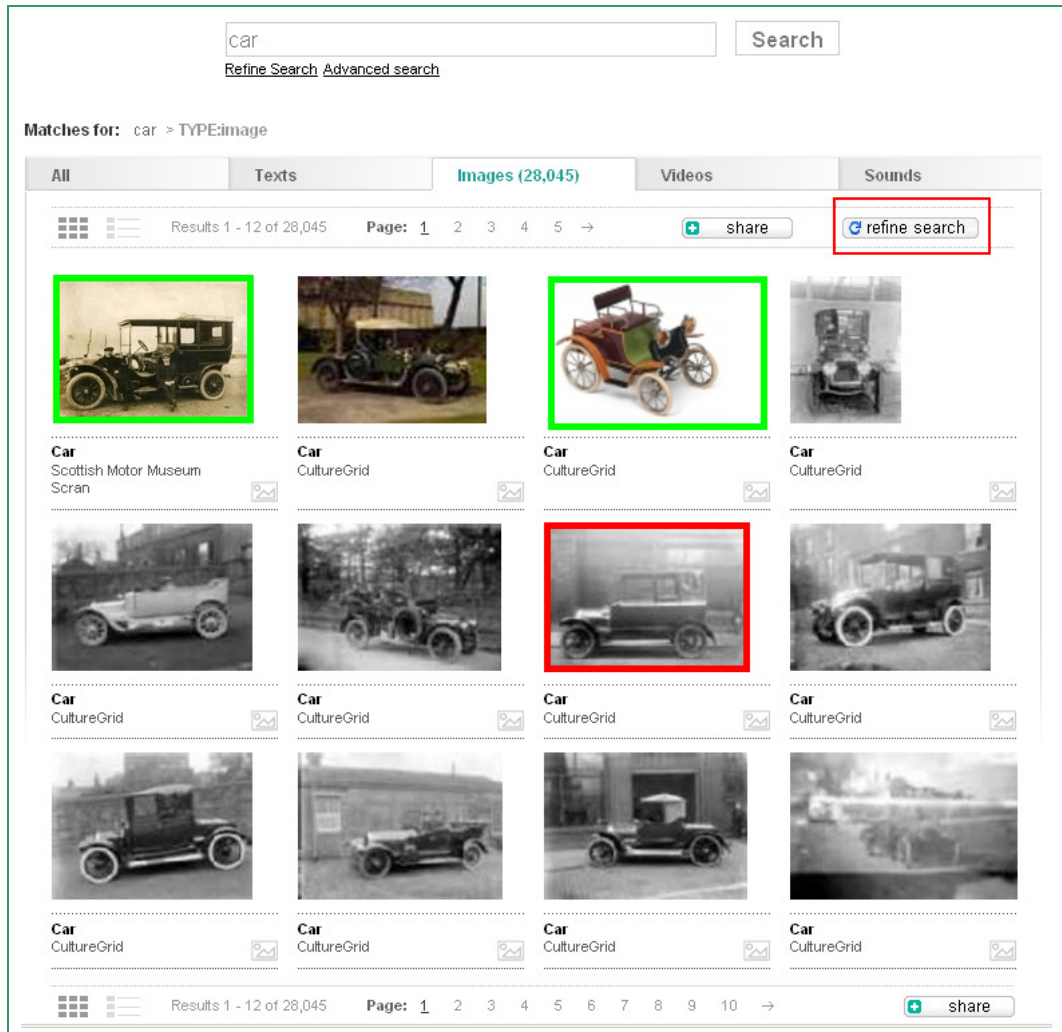 car
Search
Refine Search Advanced search
Matches for: car > TYPE:image
All Texts Images (28,045) Videos Sounds
Results 1 - 12 of 28,045 Page: 1 2 3 4 5 → share refine search
Car Car Car Car
Scottish Motor Museum CultureGrid CultureGrid CultureGrid
Scran
Car Car Car Car
CultureGrid CultureGrid CultureGrid CultureGrid
Car Car Car Car
CultureGrid CultureGrid CultureGrid CultureGrid
Results 1 - 12 of 28,045 Page: 1 2 3 4 5 6 7 8 9 10 → share